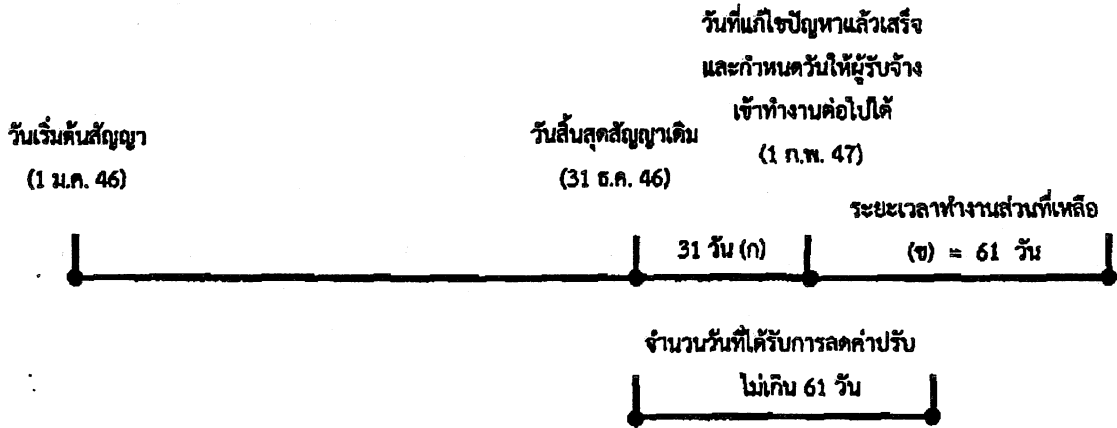 วันที่แก้ไขปัญหาแล้วเสร็จ
และกำหนดวันให้ผู้รับจ้าง
เข้าทำงานต่อไปได้
(1 ก.พ. 47)
วันเริ่มต้นสัญญา
(1 ม.ค. 46)
วันสิ้นสุดสัญญาเดิม
(31 ธ.ค. 46)
ระยะเวลาทำงานส่วนที่เหลือ
(ข) = 61 วัน
31 วัน (ก)
จำนวนวันที่ได้รับการลดค่าปรับ
ไม่เกิน 61 วัน